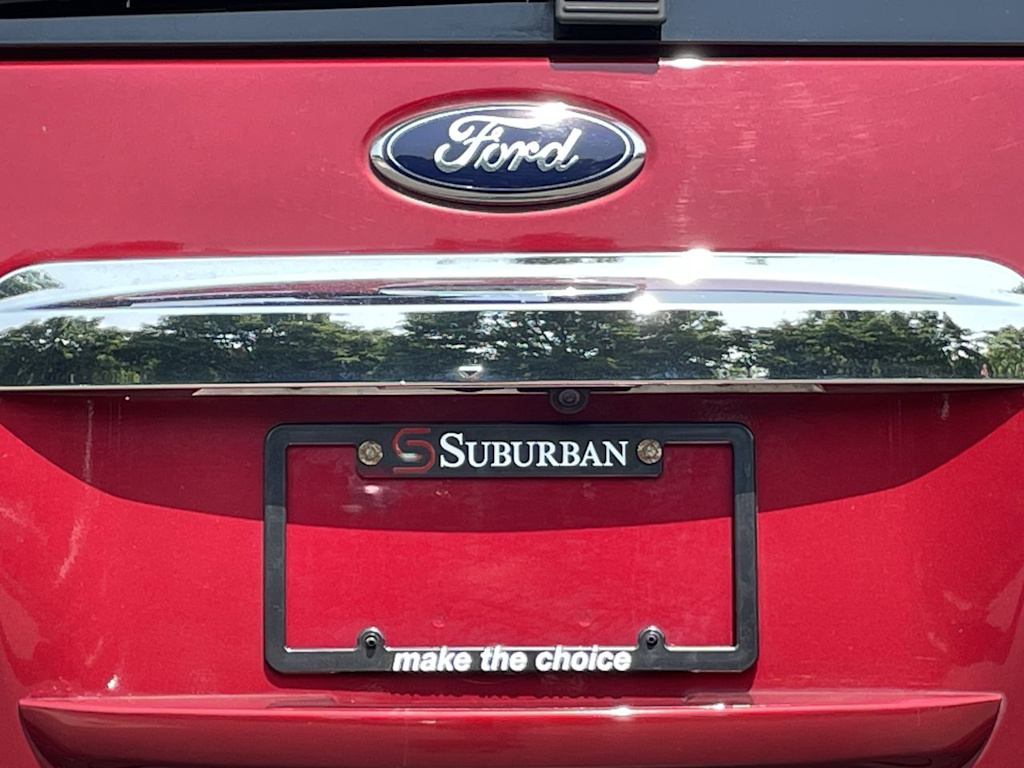 Ford
SUBURBAN
make the choice